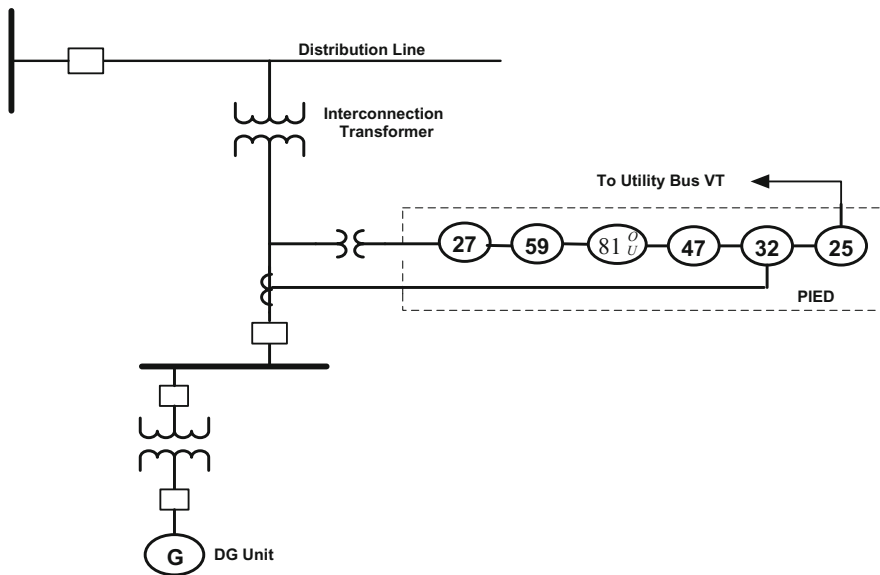 Distribution Line
Interconnection
Transformer
To Utility Bus VT
27
59
81 O U
47
32
25
PIED
G
DG Unit